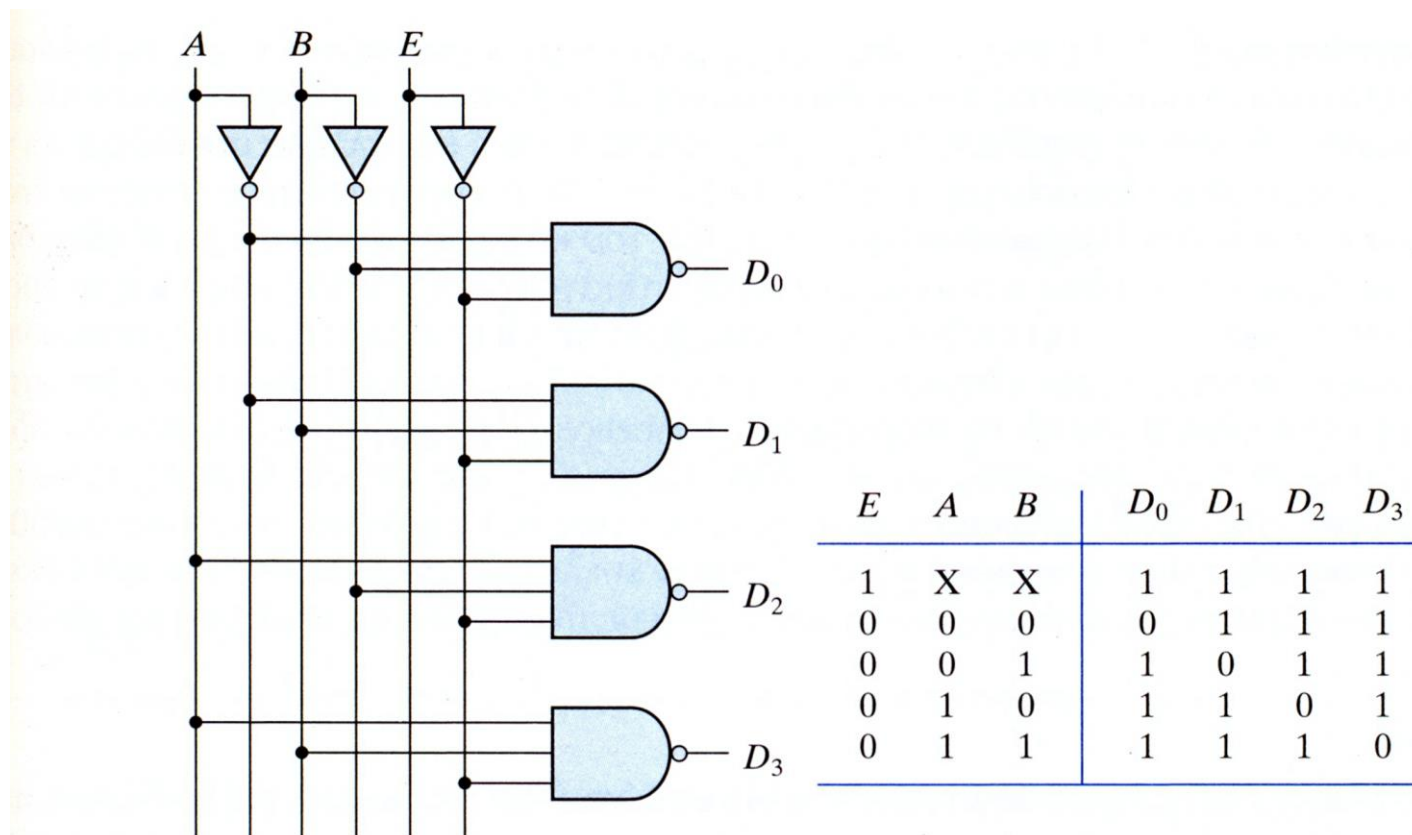 A B E
D₀
D₁
D₂
D₃
E A B D₀ D₁ D₂ D₃
1 X X 1 1 1 1
0 0 0 0 1 1 1
0 0 1 1 0 1 1
0 1 0 1 1 0 1
0 1 1 1 1 1 0